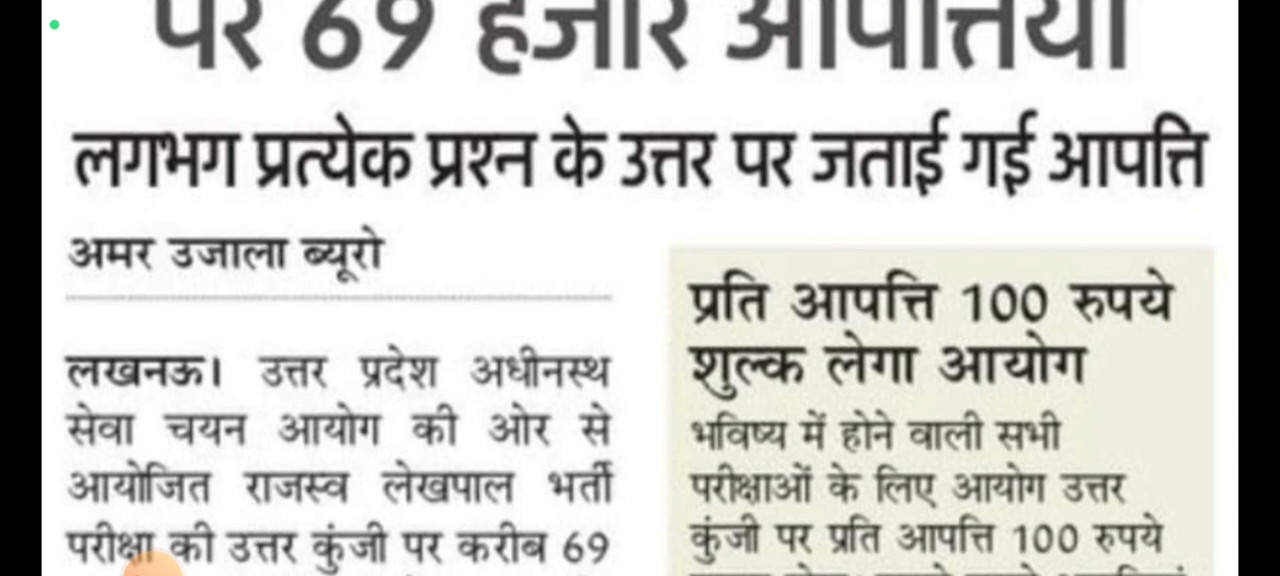 पर 69 हजार आपत्तियां
लगभग प्रत्येक प्रश्न के उत्तर पर जताई गई आपत्ति
अमर उजाला ब्यूरो
लखनऊ। उत्तर प्रदेश अधीनस्थ
सेवा चयन आयोग की ओर से
आयोजित राजस्व लेखपाल भर्ती
परीक्षा की उत्तर कुंजी पर करीब 69
प्रति आपत्ति 100 रुपये
शुल्क लेगा आयोग
भविष्य में होने वाली सभी
परीक्षाओं के लिए आयोग उत्तर
कुंजी पर प्रति आपत्ति 100 रुपये